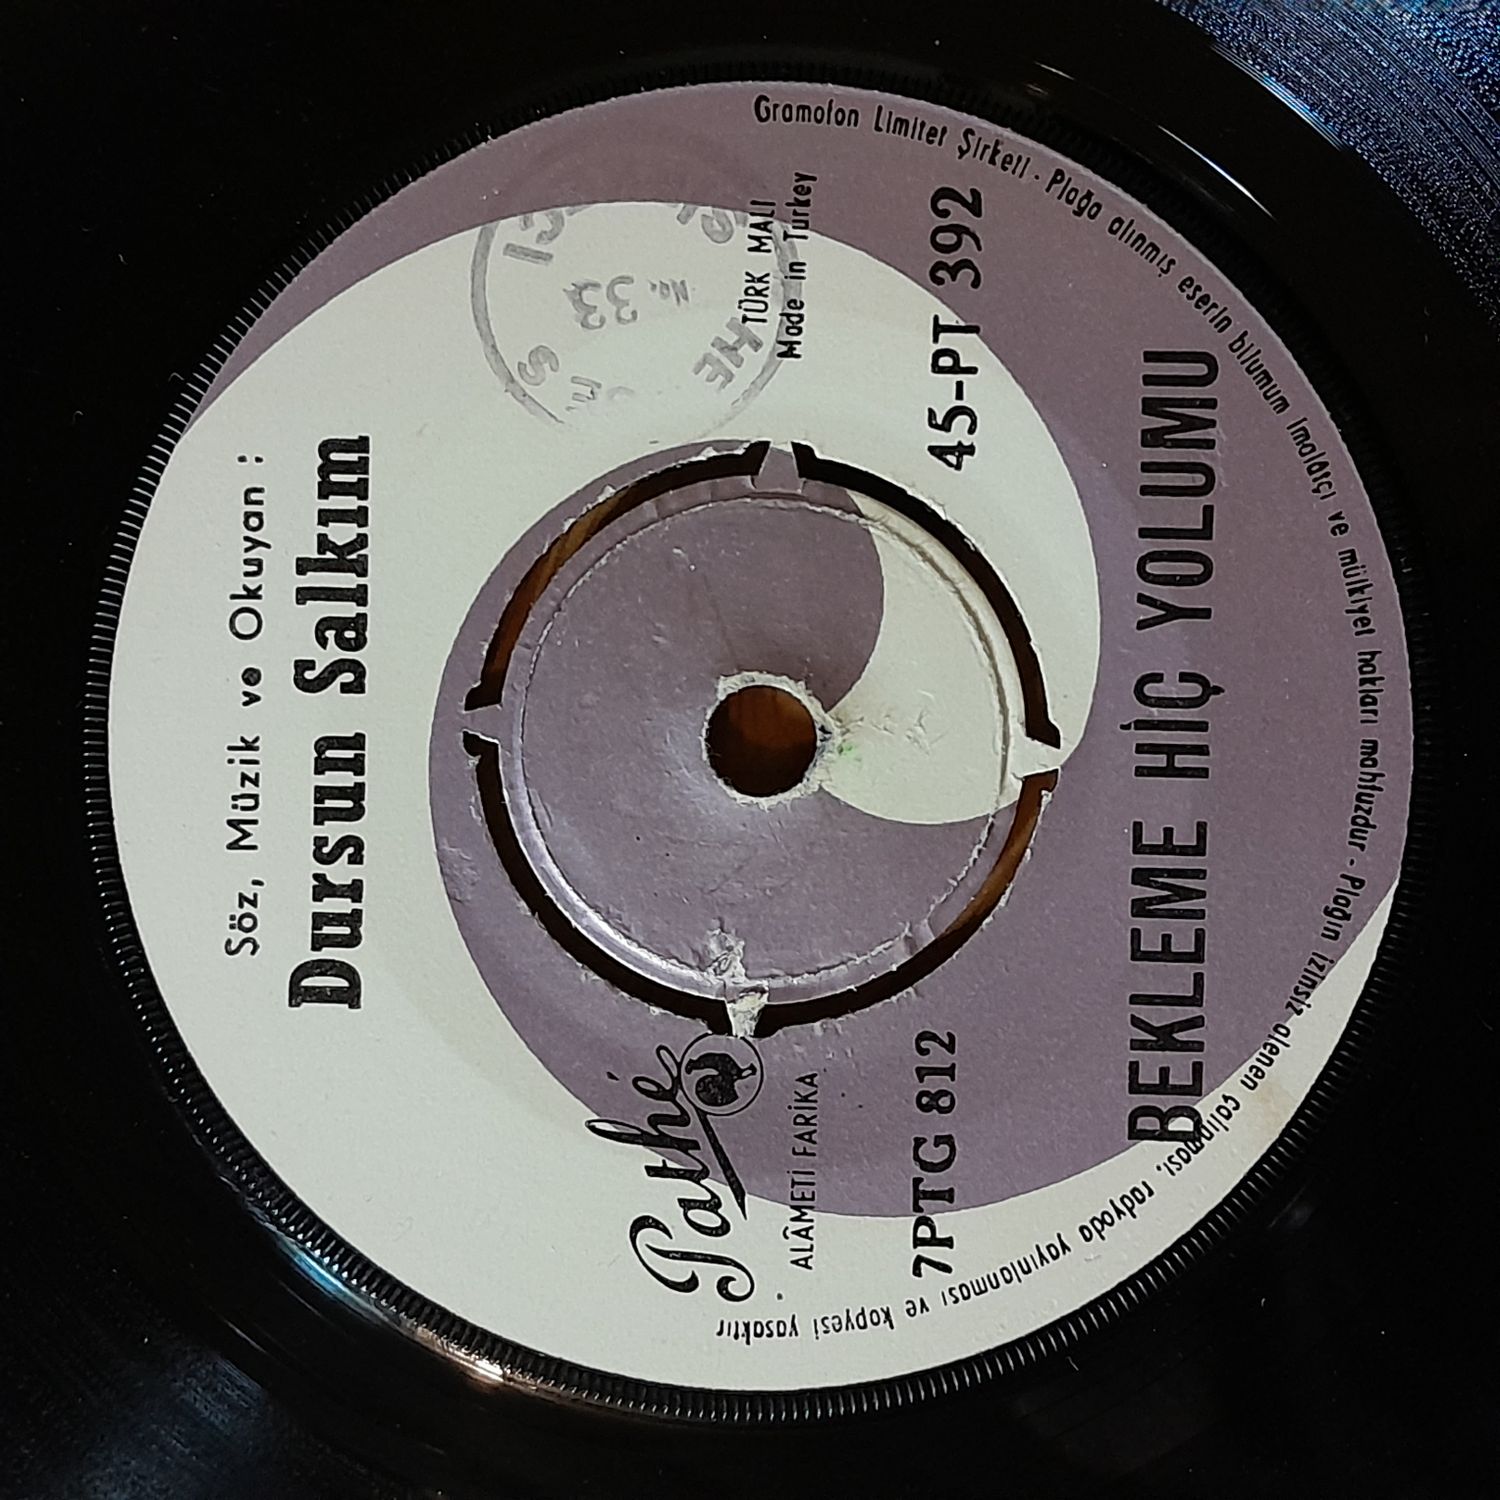 BEKLEME HİÇ YOLUMU
7PTG 812
45-PT 392
Pathé
ALÂMETİ FARİKA
TÜRK MALI
Made in Turkey
No. 33
Söz, Müzik ve Okuyan :
Dursun Salkım
Gramofon Limitet Şirketi - Plağa alınmış eserin bilumum imalâtçı ve mülkiyet hakları mahfuzdur - Plağın izinsiz alenen çalınması, radyoda yayınlanması ve kopyesi yasaktır